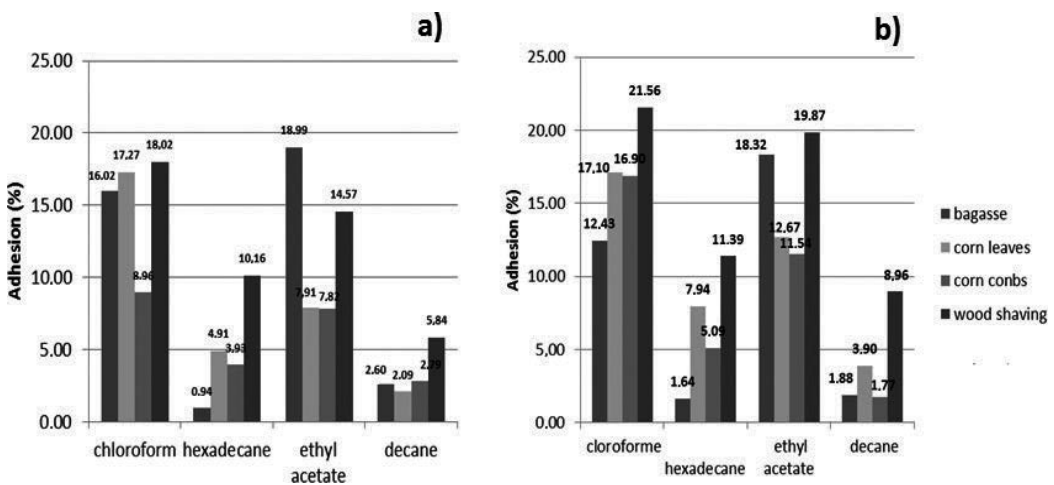 a)
25.00
20.00
15.00
10.00
5.00
0.00
Adhesion (%)
16.02
17,27
8.96
18.02
0.94
4.91
3.93
10,16
18.99
7,91
7.82
14.57
2.60
2.09
2.79
5.84
chloroform
hexadecane
ethyl
acetate
decane
b)
25.00
20.00
15.00
10.00
5,00
0.00
Adhesion (%)
12.43
17,10
16.90
21.56
1.64
7.94
5.09
11.39
18.32
12.67
11.54
19.87
1.88
3.90
1.77
8,96
cloroforme
hexadecane
ethyl
acetate
decane
bagasse
corn leaves
corn conbs
wood shaving